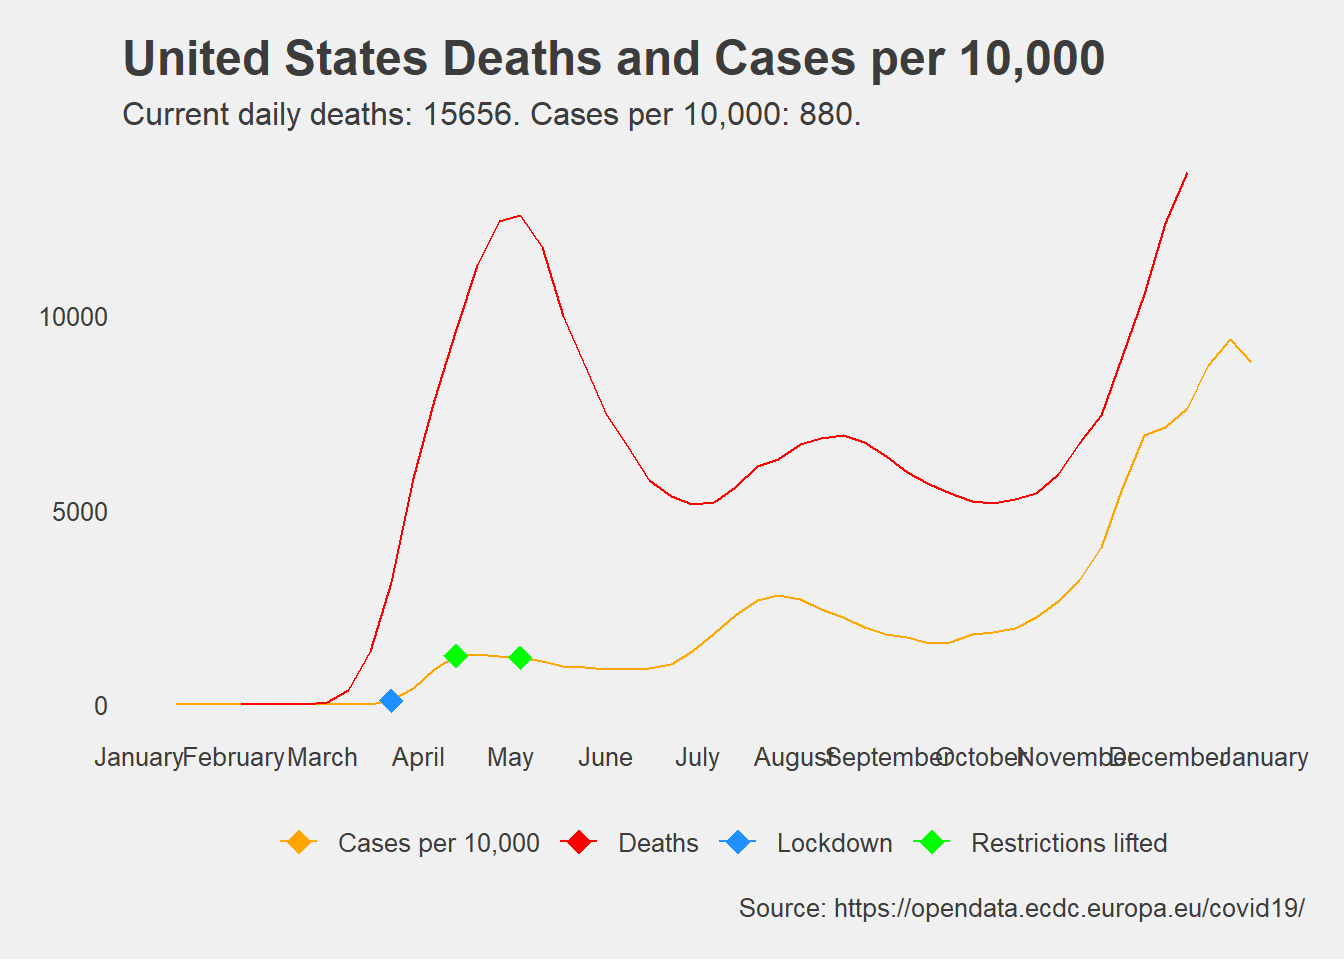 United States Deaths and Cases per 10,000
Current daily deaths: 15656. Cases per 10,000: 880.
10000
5000
0
January February March April May June July August September October November December January
Cases per 10,000 Deaths Lockdown Restrictions lifted
Source: https://opendata.ecdc.europa.eu/covid19/